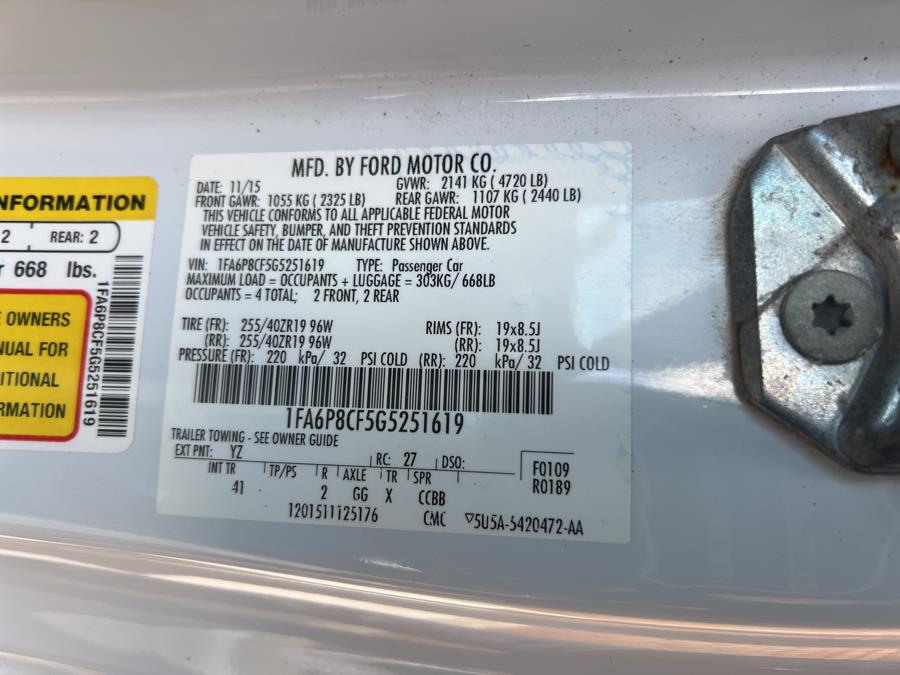 NFORMATION
2 REAR: 2
668 lbs.
E OWNERS
NUAL FOR
DITIONAL
RMATION
1FA6P8CF5G5251619
MFD. BY FORD MOTOR CO.
DATE: 11/15 GVWR: 2141 KG ( 4720 LB)
FRONT GAWR: 1055 KG ( 2325 LB) REAR GAWR: 1107 KG ( 2440 LB)
THIS VEHICLE CONFORMS TO ALL APPLICABLE FEDERAL MOTOR
VEHICLE SAFETY, BUMPER, AND THEFT PREVENTION STANDARDS
IN EFFECT ON THE DATE OF MANUFACTURE SHOWN ABOVE.
VIN: 1FA6P8CF5G5251619 TYPE: Passenger Car
MAXIMUM LOAD = OCCUPANTS + LUGGAGE = 303KG/ 668LB
OCCUPANTS = 4 TOTAL; 2 FRONT, 2 REAR
TIRE (FR): 255/40ZR19 96W RIMS (FR): 19x8.5J
(RR): 255/40ZR19 96W (RR): 19x8.5J
PRESSURE (FR): 220 kPa/ 32 PSI COLD (RR): 220 kPa/ 32 PSI COLD
1FA6P8CF5G5251619
TRAILER TOWING - SEE OWNER GUIDE
EXT PNT: YZ RC: 27 DSO: F0109
R0189
INT TR TP/PS R AXLE TR SPR
41 2 GG X CCBB
1201511125176 CMC ▽5U5A-5420472-AA